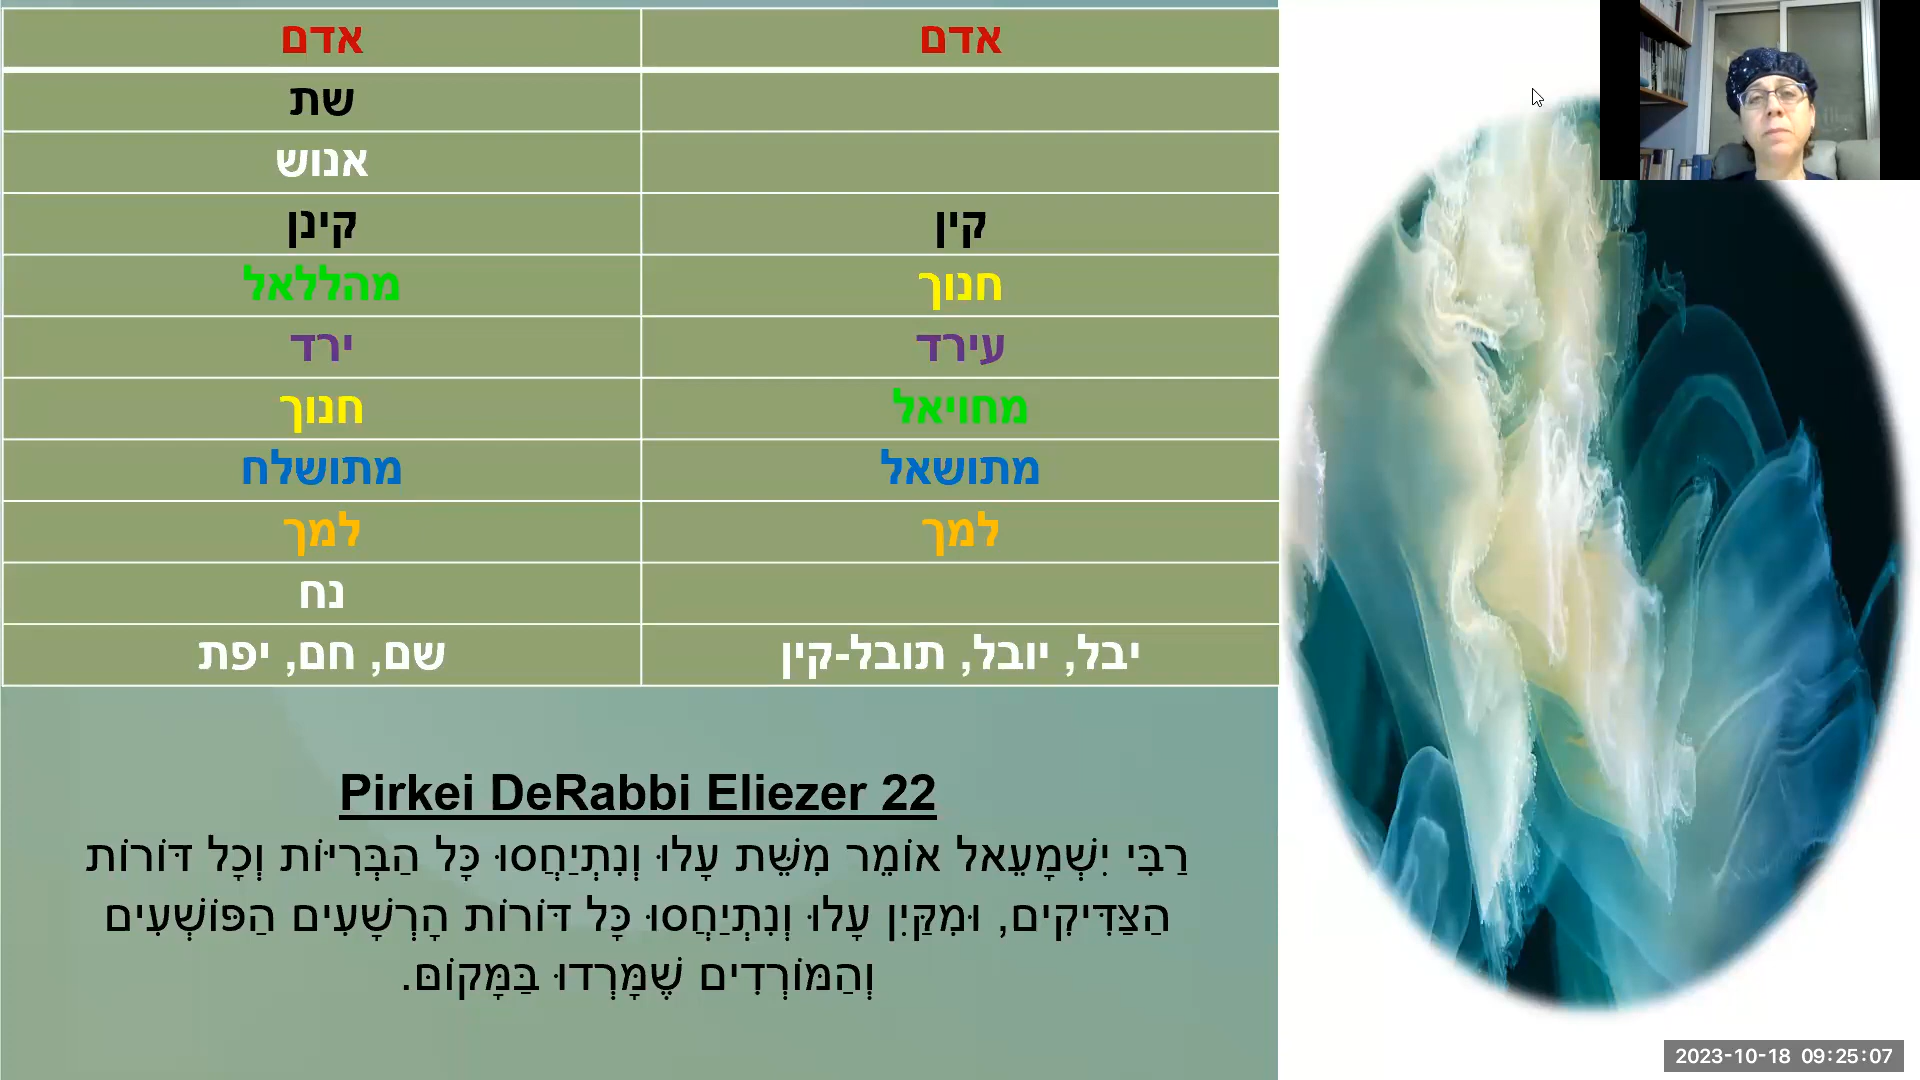 אדם אדם
שת
אנוש
קין קינן
חנוך מהללאל
עירד ירד
מחויאל חנוך
מתושאל מתושלח
למך למך
נח
יבל, יובל, תובל-קין שם, חם, יפת
Pirkei DeRabbi Eliezer 22
רַבִּי יִשְׁמָעֵאל אוֹמֵר מִשֵּׁת עָלוּ וְנִתְיַחֲסוּ כָּל הַבְּרִיּוֹת וְכָל דּוֹרוֹת
הַצַּדִּיקִים, וּמִקַּיִן עָלוּ וְנִתְיַחֲסוּ כָּל דּוֹרוֹת הָרְשָׁעִים הַפּוֹשְׁעִים
וְהַמּוֹרְדִים שֶׁמָּרְדוּ בַּמָּקוֹם.
2023-10-18 09:25:07